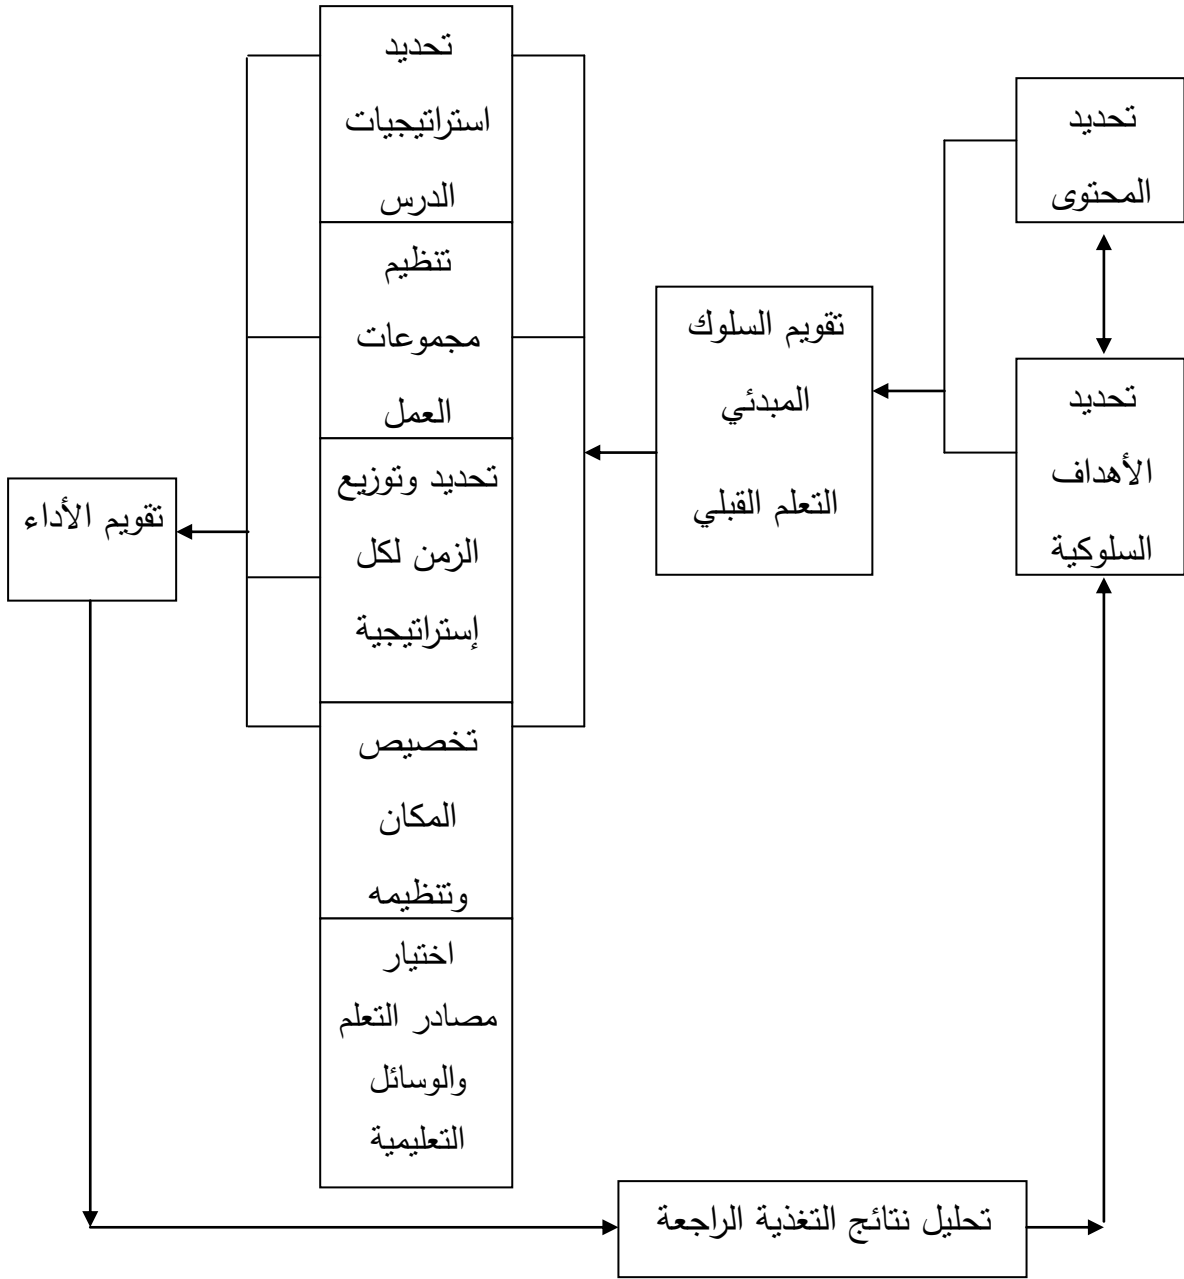 تحديد
المحتوى
تحديد
الأهداف
السلوكية
تقويم السلوك
المبدئي
التعلم القبلي
تحديد
استراتيجيات
الدرس
تنظيم
مجموعات
العمل
تحديد وتوزيع
الزمن لكل
إستراتيجية
تخصيص
المكان
وتنظيمه
اختيار
مصادر التعلم
والوسائل
التعليمية
تقويم الأداء
تحليل نتائج التغذية الراجعة